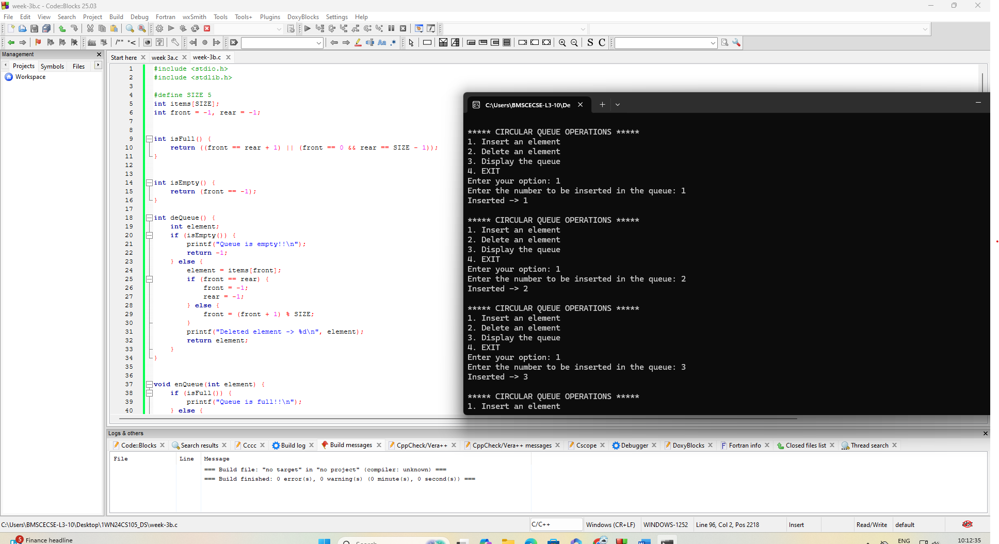 week-3b.c - Code::Blocks 25.03
File Edit View Search Project Build Debug Fortran wxSmith Tools Tools+ Plugins DoxyBlocks Settings Help
/** *< Aa .* S C
Management
Projects Symbols Files
Workspace
Start here week 3a.c week-3b.c
1 #include <stdio.h>
2 #include <stdlib.h>
3
4 #define SIZE 5
5 int items[SIZE];
6 int front = -1, rear = -1;
7
8
9 int isFull() {
10 return ((front == rear + 1) || (front == 0 && rear == SIZE - 1));
11 }
12
13
14 int isEmpty() {
15 return (front == -1);
16 }
17
18 int deQueue() {
19 int element;
20 if (isEmpty()) {
21 printf("Queue is empty!!\n");
22 return -1;
23 } else {
24 element = items[front];
25 if (front == rear) {
26 front = -1;
27 rear = -1;
28 } else {
29 front = (front + 1) % SIZE;
30 }
31 printf("Deleted element -> %d\n", element);
32 return element;
33 }
34 }
35
36
37 void enQueue(int element) {
38 if (isFull()) {
39 printf("Queue is full!!\n");
40 } else {
C:\Users\BMSCECSE-L3-10\De
***** CIRCULAR QUEUE OPERATIONS *****
1. Insert an element
2. Delete an element
3. Display the queue
4. EXIT
Enter your option: 1
Enter the number to be inserted in the queue: 1
Inserted -> 1
***** CIRCULAR QUEUE OPERATIONS *****
1. Insert an element
2. Delete an element
3. Display the queue
4. EXIT
Enter your option: 1
Enter the number to be inserted in the queue: 2
Inserted -> 2
***** CIRCULAR QUEUE OPERATIONS *****
1. Insert an element
2. Delete an element
3. Display the queue
4. EXIT
Enter your option: 1
Enter the number to be inserted in the queue: 3
Inserted -> 3
***** CIRCULAR QUEUE OPERATIONS *****
1. Insert an element
Logs & others
Code::Blocks Search results Cccc Build log Build messages CppCheck/Vera++ CppCheck/Vera++ messages Cscope Debugger DoxyBlocks Fortran info Closed files list Thread search
File Line Message
=== Build file: "no target" in "no project" (compiler: unknown) ===
=== Build finished: 0 error(s), 0 warning(s) (0 minute(s), 0 second(s)) ===
C:\Users\BMSCECSE-L3-10\Desktop\1WN24CS105_DS\week-3b.c C/C++ Windows (CR+LF) WINDOWS-1252 Line 96, Col 2, Pos 2218 Insert Read/Write default abc
5 Finance headline Search ENG 10:12:35